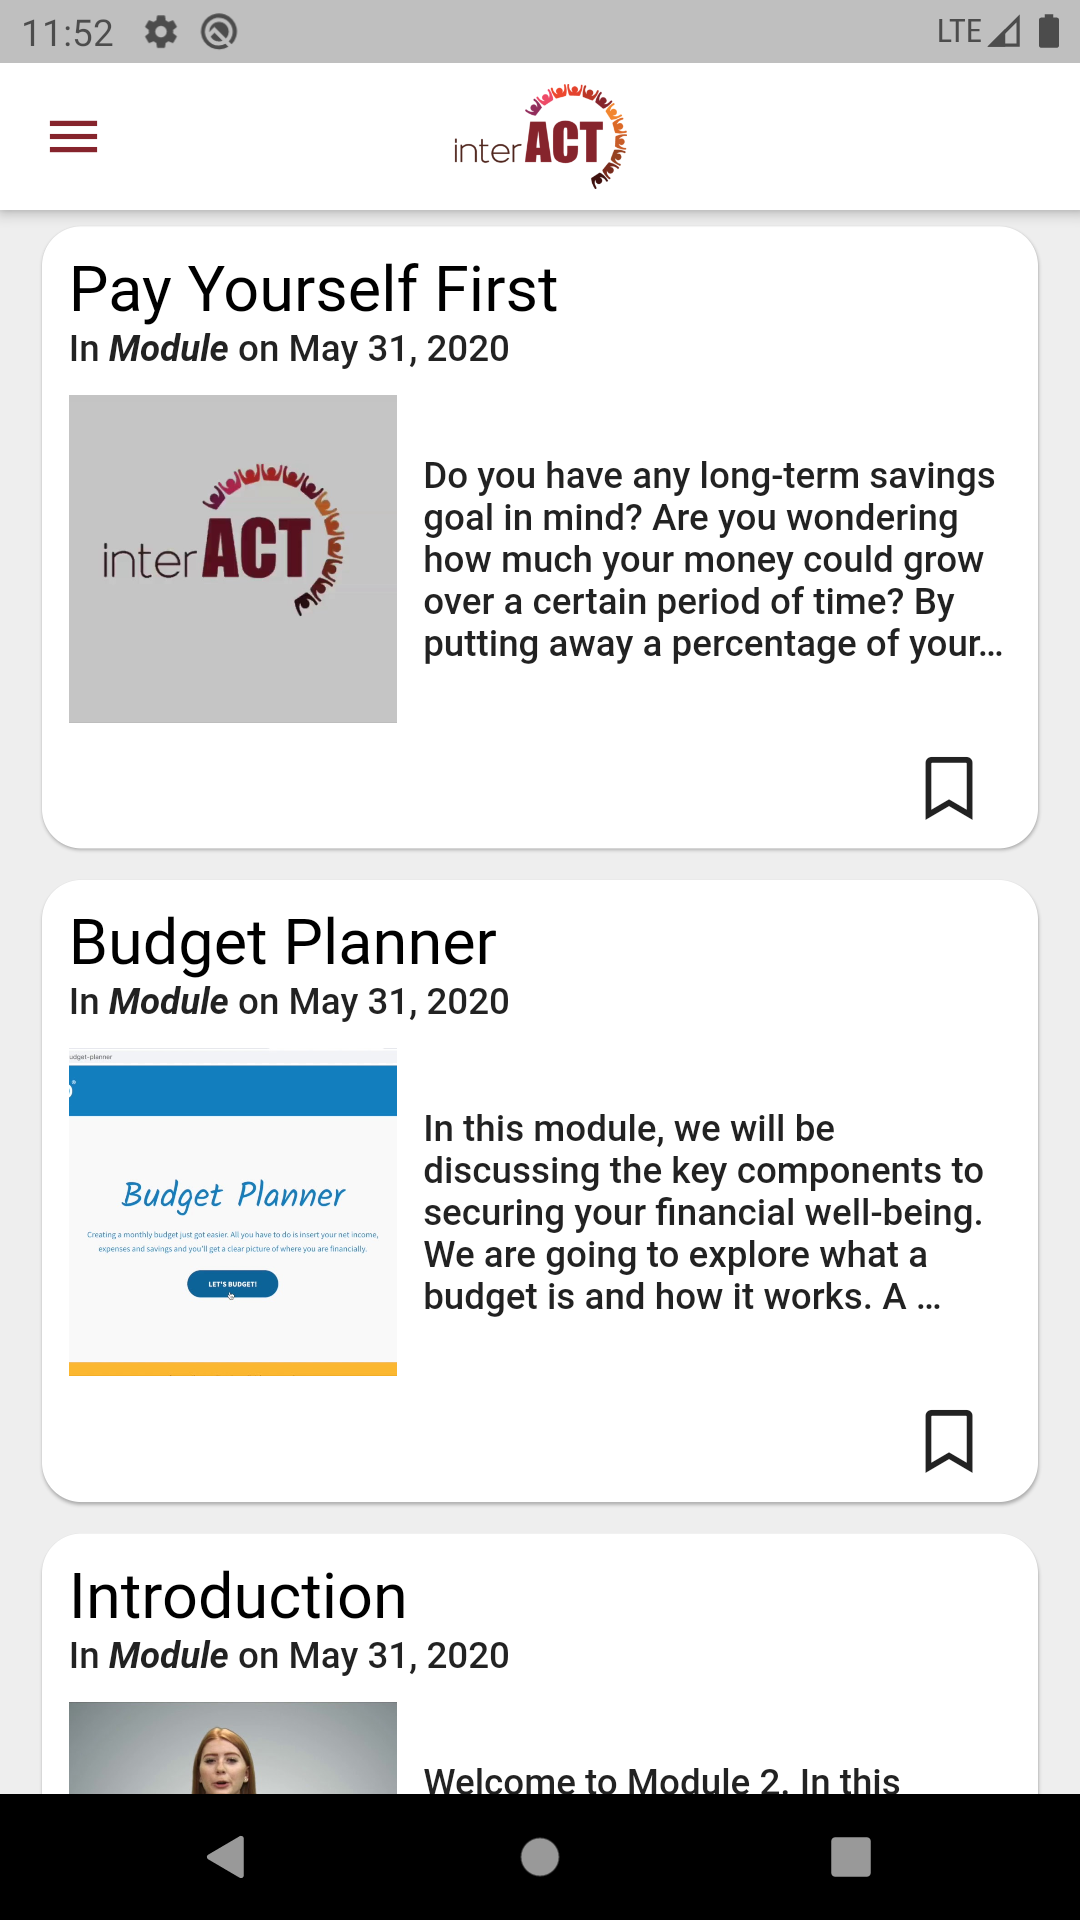 11:52
LTE
interACT
Pay Yourself First
In Module on May 31, 2020
interACT
Do you have any long-term savings
goal in mind? Are you wondering
how much your money could grow
over a certain period of time? By
putting away a percentage of your...
Budget Planner
In Module on May 31, 2020
udget-planner
Budget Planner
Creating a monthly budget just got easier. All you have to do is insert your net income,
expenses and savings and you'll get a clear picture of where you are financially.
LET'S BUDGET!
In this module, we will be
discussing the key components to
securing your financial well-being.
We are going to explore what a
budget is and how it works. A ...
Introduction
In Module on May 31, 2020
Welcome to Module 2. In this